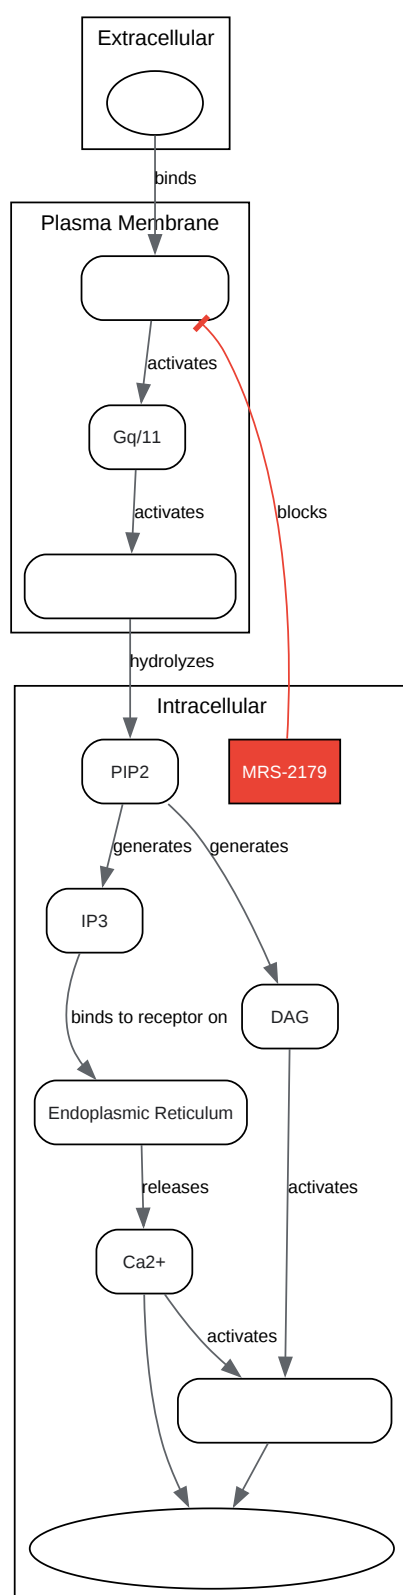 Extracellular
binds
Plasma Membrane
activates
Gq/11
activates
blocks
hydrolyzes
Intracellular
PIP2
MRS-2179
generates
generates
IP3
binds to receptor on
DAG
Endoplasmic Reticulum
releases
activates
Ca2+
activates